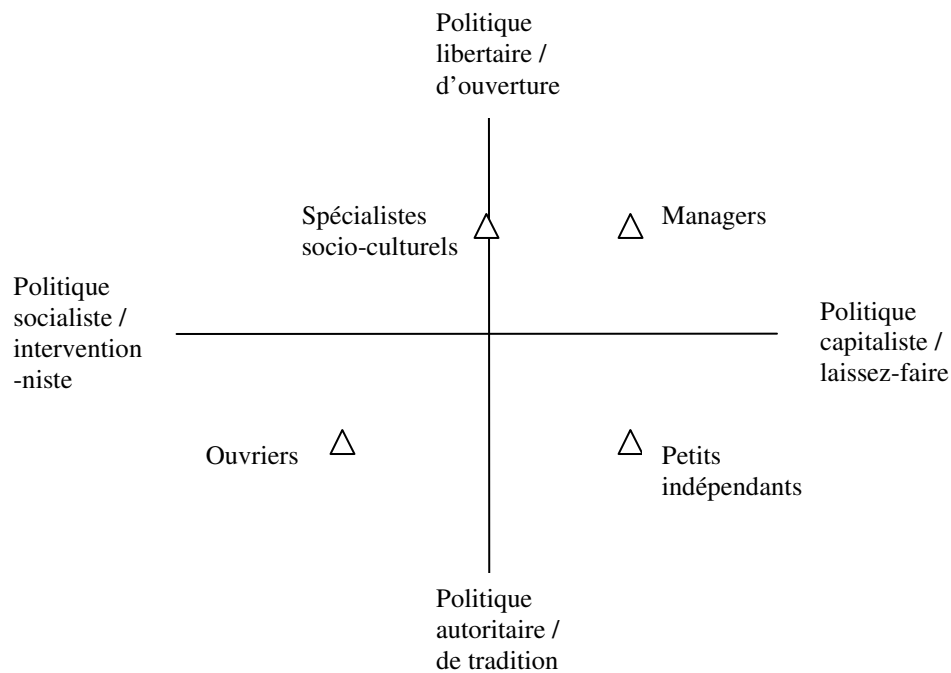 Politique
libertaire /
d’ouverture
Spécialistes
socio-culturels
Managers
Politique
socialiste /
intervention
-niste
Politique
capitaliste /
laissez-faire
Ouvriers
Petits
indépendants
Politique
autoritaire /
de tradition